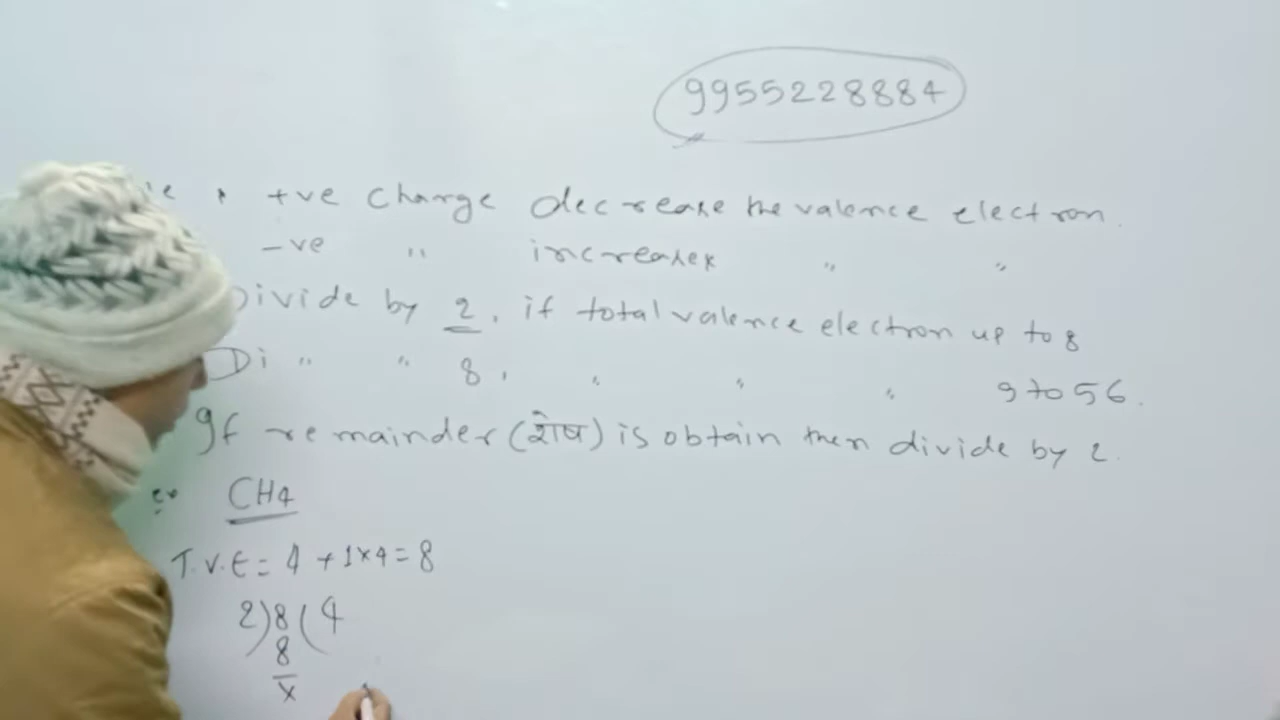 9955228884
+ve Charge decrease the valence electron.
-ve " increases " "
Divide by 2, if total valence electron up to 8
Di " " 8, " " " 9 to 56.
If remainder (शेष) is obtain then divide by 2.
ex CH4
T.V.E = 4 + 1×4 = 8
2)8(4
8
x